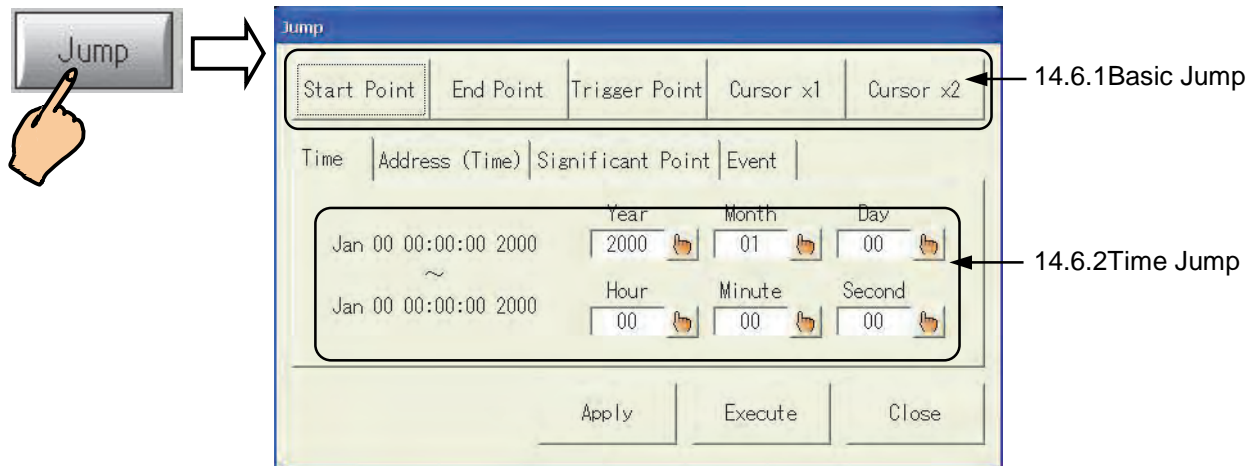 Jump
Jump
Start Point End Point Trigger Point Cursor x1 Cursor x2
14.6.1Basic Jump
Time Address (Time) Significant Point Event
Year Month Day
Jan 00 00:00:00 2000 2000 01 00
～
14.6.2Time Jump
Hour Minute Second
Jan 00 00:00:00 2000 00 00 00
Apply Execute Close